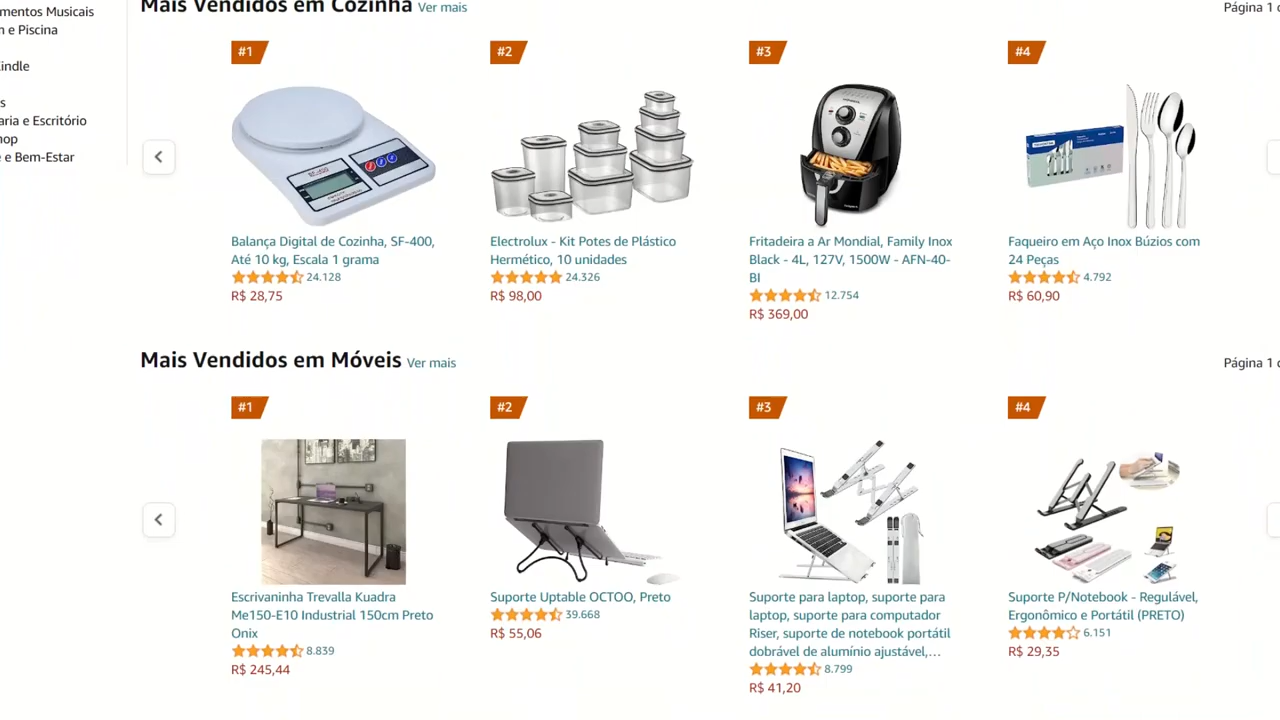 mentos Musicais
m e Piscina
indle
s
aria e Escritório
hop
e e Bem-Estar
Mais Vendidos em Cozinha Ver mais
Página 1
#1
#2
#3
#4
Balança Digital de Cozinha, SF-400,
Até 10 kg, Escala 1 grama
24.128
R$ 28,75
Electrolux - Kit Potes de Plástico
Hermético, 10 unidades
24.326
R$ 98,00
Fritadeira a Ar Mondial, Family Inox
Black - 4L, 127V, 1500W - AFN-40-
BI
12.754
R$ 369,00
Faqueiro em Aço Inox Búzios com
24 Peças
4.792
R$ 60,90
Mais Vendidos em Móveis Ver mais
Página 1
#1
#2
#3
#4
Escrivaninha Trevalla Kuadra
Me150-E10 Industrial 150cm Preto
Onix
8.839
R$ 245,44
Suporte Uptable OCTOO, Preto
39.668
R$ 55,06
Suporte para laptop, suporte para
laptop, suporte para computador
Riser, suporte de notebook portátil
dobrável de alumínio ajustável,…
8.799
R$ 41,20
Suporte P/Notebook - Regulável,
Ergonômico e Portátil (PRETO)
6.151
R$ 29,35